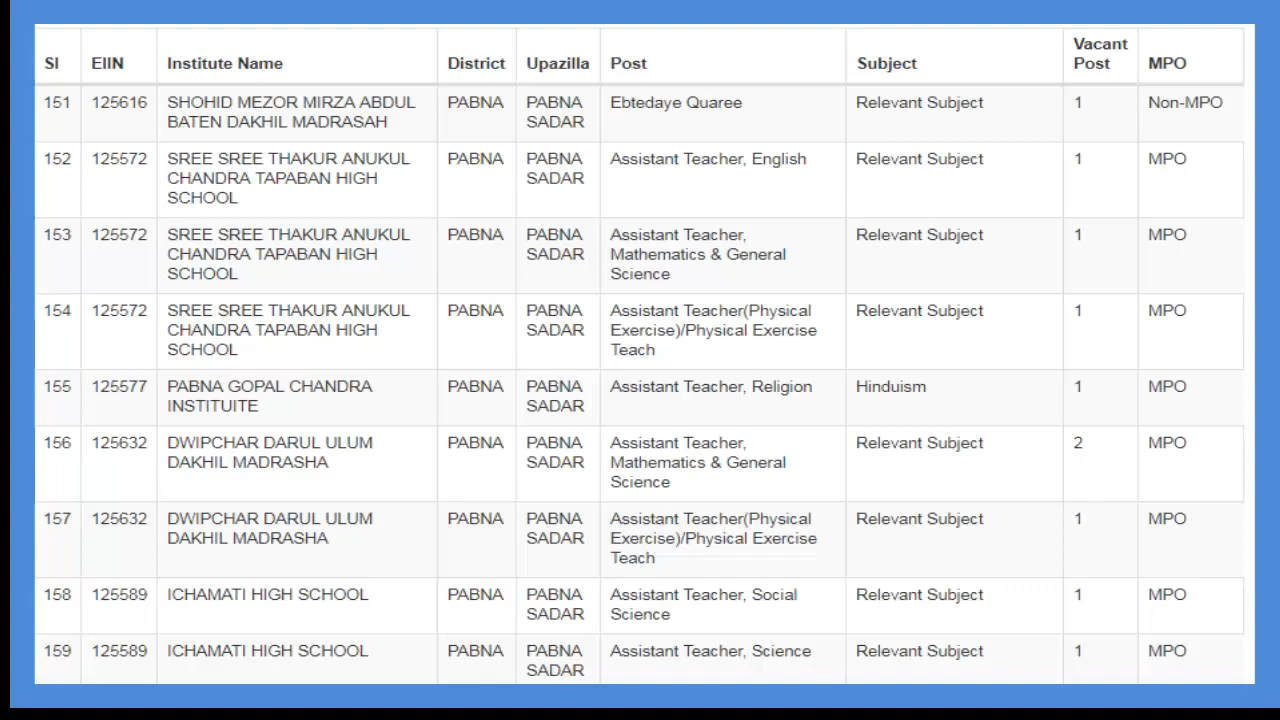 Sl EIIN Institute Name District Upazilla Post Subject Vacant Post MPO
151 125616 SHOHID MEZOR MIRZA ABDUL PABNA PABNA Ebtedaye Quaree Relevant Subject 1 Non-MPO
BATEN DAKHIL MADRASAH SADAR
152 125572 SREE SREE THAKUR ANUKUL PABNA PABNA Assistant Teacher, English Relevant Subject 1 MPO
CHANDRA TAPABAN HIGH SADAR
SCHOOL
153 125572 SREE SREE THAKUR ANUKUL PABNA PABNA Assistant Teacher, Relevant Subject 1 MPO
CHANDRA TAPABAN HIGH SADAR Mathematics & General
SCHOOL Science
154 125572 SREE SREE THAKUR ANUKUL PABNA PABNA Assistant Teacher(Physical Relevant Subject 1 MPO
CHANDRA TAPABAN HIGH SADAR Exercise)/Physical Exercise
SCHOOL Teach
155 125577 PABNA GOPAL CHANDRA PABNA PABNA Assistant Teacher, Religion Hinduism 1 MPO
INSTITUITE SADAR
156 125632 DWIPCHAR DARUL ULUM PABNA PABNA Assistant Teacher, Relevant Subject 2 MPO
DAKHIL MADRASHA SADAR Mathematics & General
Science
157 125632 DWIPCHAR DARUL ULUM PABNA PABNA Assistant Teacher(Physical Relevant Subject 1 MPO
DAKHIL MADRASHA SADAR Exercise)/Physical Exercise
Teach
158 125589 ICHAMATI HIGH SCHOOL PABNA PABNA Assistant Teacher, Social Relevant Subject 1 MPO
SADAR Science
159 125589 ICHAMATI HIGH SCHOOL PABNA PABNA Assistant Teacher, Science Relevant Subject 1 MPO
SADAR